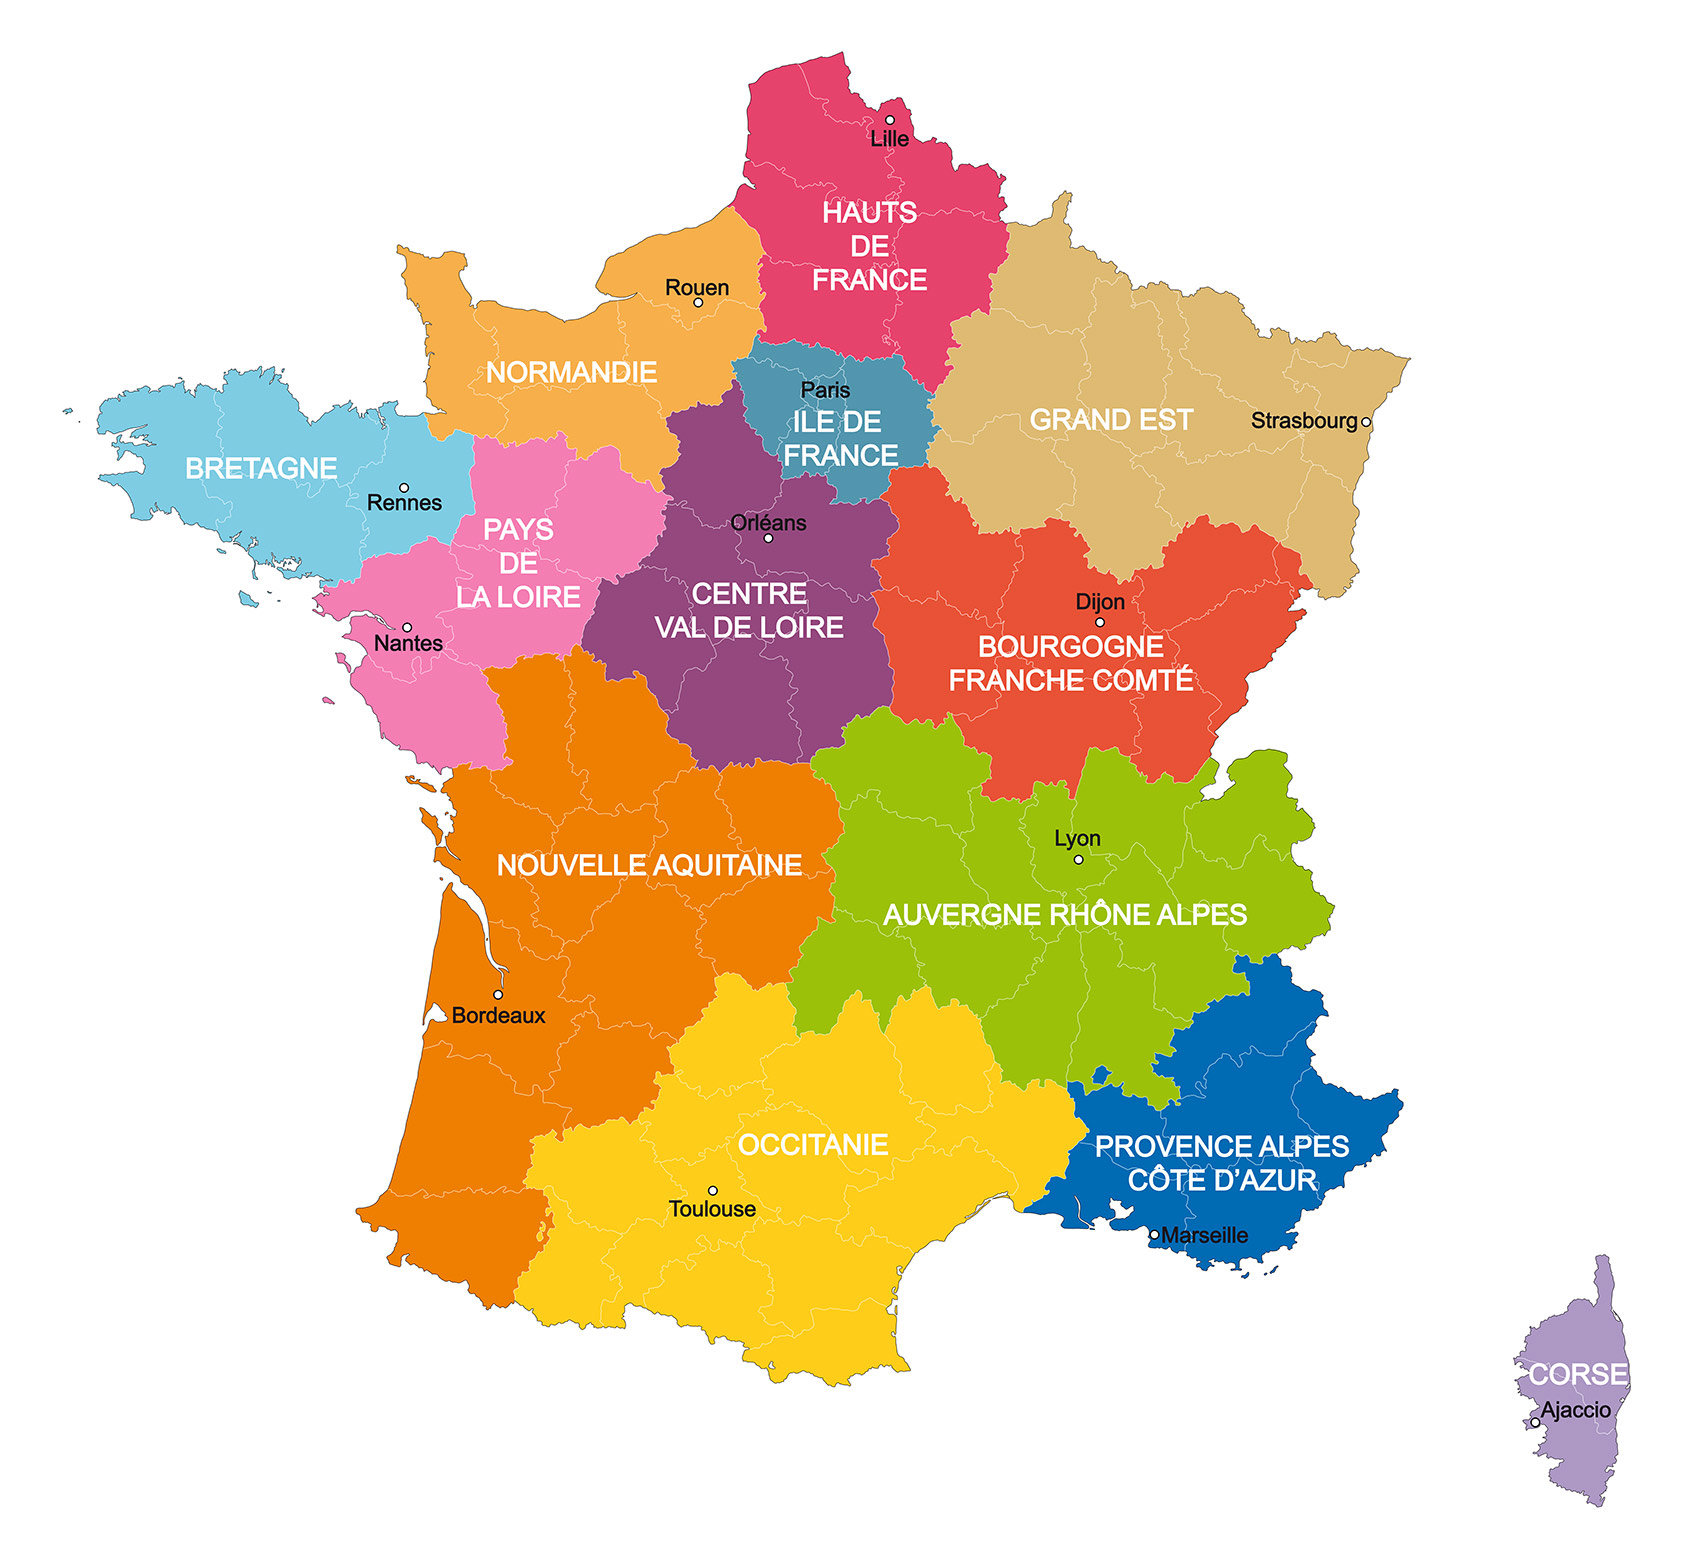 Lille
HAUTS
DE
FRANCE
Rouen
NORMANDIE
Paris
ILE DE
FRANCE
GRAND EST
Strasbourg
BRETAGNE
Rennes
PAYS
DE
LA LOIRE
Nantes
Orléans
CENTRE
VAL DE LOIRE
Dijon
BOURGOGNE
FRANCHE COMTÉ
NOUVELLE AQUITAINE
Bordeaux
Lyon
AUVERGNE RHÔNE ALPES
OCCITANIE
Toulouse
PROVENCE ALPES
CÔTE D’AZUR
Marseille
CORSE
Ajaccio